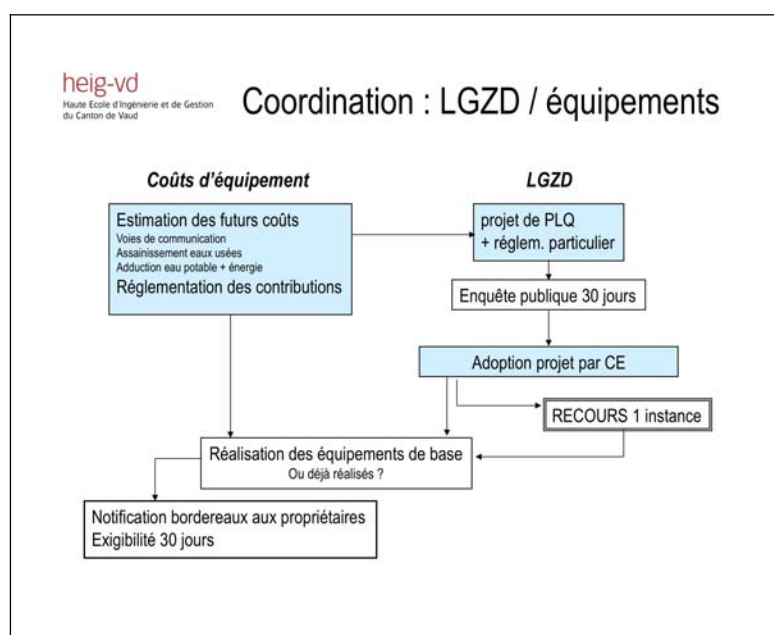 heig-vd
Haute Ecole d'Ingénierie et de Gestion
du Canton de Vaud
Coordination : LGZD / équipements
Coûts d'équipement
LGZD
Estimation des futurs coûts
Voies de communication
Assainissement eaux usées
Adduction eau potable + énergie
Réglementation des contributions
projet de PLQ
+ réglem. particulier
Enquête publique 30 jours
Adoption projet par CE
RECOURS 1 instance
Réalisation des équipements de base
Ou déjà réalisés ?
Notification bordereaux aux propriétaires
Exigibilité 30 jours